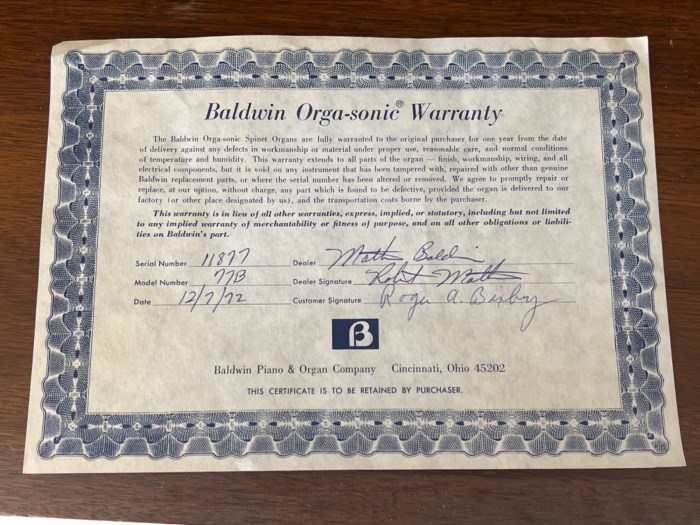 Baldwin Orga-sonic® Warranty
The Baldwin Orga-sonic Spinet Organs are fully warranted to the original purchaser for one year from the date
of delivery against any defects in workmanship or material under proper use, reasonable care, and normal conditions
of temperature and humidity. This warranty extends to all parts of the organ — finish, workmanship, wiring, and all
electrical components, but it is void on any instrument that has been tampered with, repaired with other than genuine
Baldwin replacement parts, or where the serial number has been altered or removed. We agree to promptly repair or
replace, at our option, without charge, any part which is found to be defective, provided the organ is delivered to our
factory (or other place designated by us), and the transportation costs borne by the purchaser.
This warranty is in lieu of all other warranties, express, implied, or statutory, including but not limited
to any implied warranty of merchantability or fitness of purpose, and on all other obligations or liabili-
ties on Baldwin's part.
Serial Number 11877 Dealer Baldwin
Model Number 77B Dealer Signature Robert
Date 12/7/72 Customer Signature Roger A.
B
Baldwin Piano & Organ Company Cincinnati, Ohio 45202
THIS CERTIFICATE IS TO BE RETAINED BY PURCHASER.